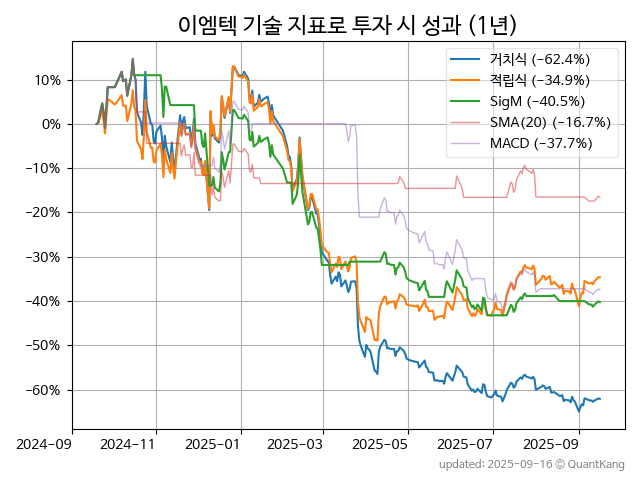 이엠텍 기술 지표로 투자 시 성과 (1년)
거치식 (−62.4%)
적립식 (−34.9%)
SigM (−40.5%)
SMA(20) (−16.7%)
MACD (−37.7%)
10%
0%
−10%
−20%
−30%
−40%
−50%
−60%
2024-09 2024-11 2025-01 2025-03 2025-05 2025-07 2025-09
updated: 2025-09-16 © QuantKang